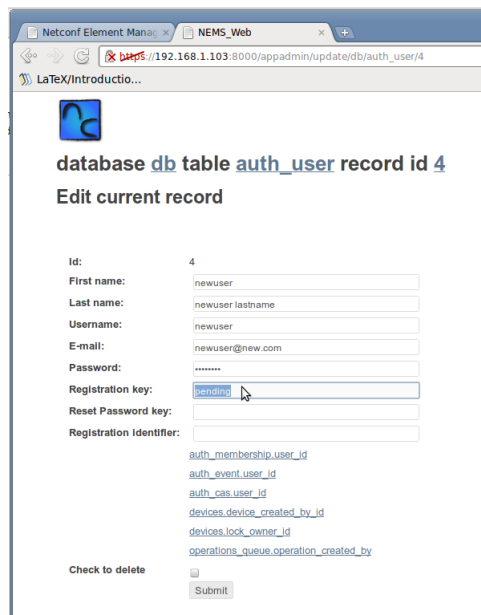 Netconf Element Manag
NEMS_Web
https://192.168.1.103:8000/appadmin/update/db/auth_user/4
LaTeX/Introductio...
database db table auth_user record id 4
Edit current record
Id: 4
First name: newuser
Last name: newuser lastname
Username: newuser
E-mail: newuser@new.com
Password: ••••••••
Registration key: pending
Reset Password key:
Registration identifier:
auth_membership.user_id
auth_event.user_id
auth_cas.user_id
devices.device_created_by_id
devices.lock_owner_id
operations_queue.operation_created_by
Check to delete
Submit